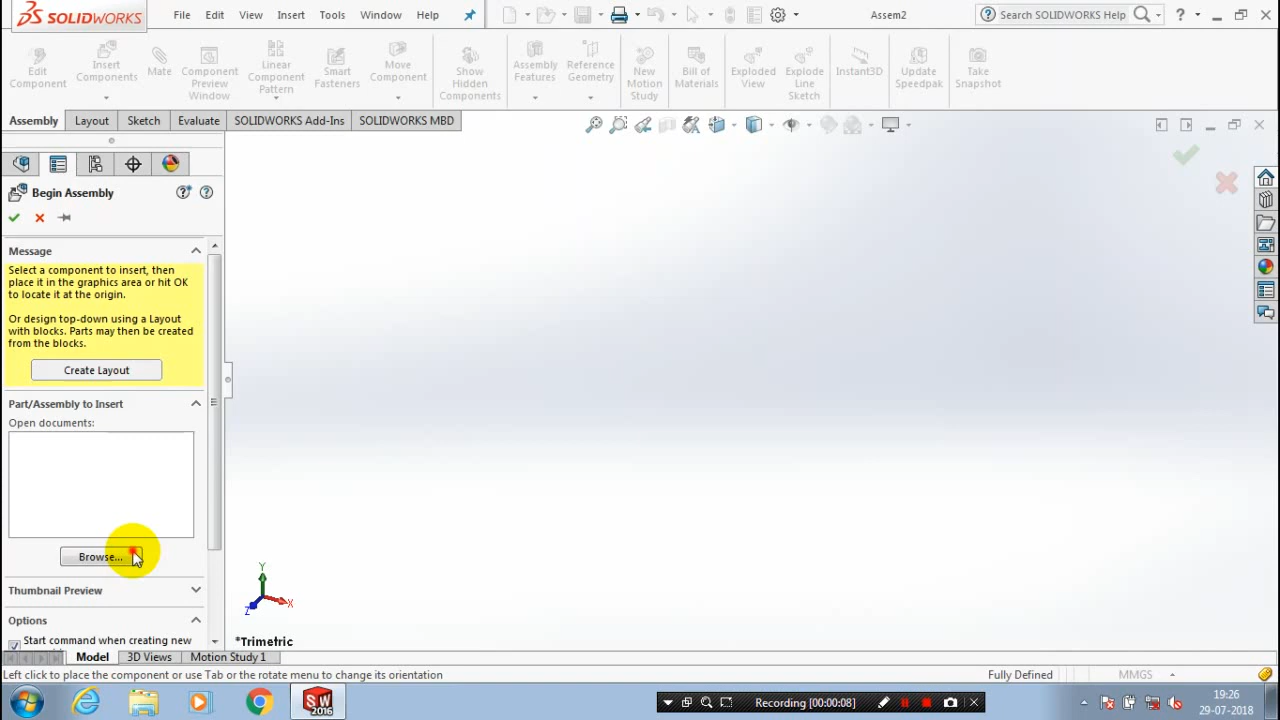 SOLIDWORKS File Edit View Insert Tools Window Help Assem2 Search SOLIDWORKS Help
Edit Component
Insert Components
Mate
Component Preview Window
Linear Component Pattern
Smart Fasteners
Move Component
Show Hidden Components
Assembly Features
Reference Geometry
New Motion Study
Bill of Materials
Exploded View
Explode Line Sketch
Instant3D
Update Speedpak
Take Snapshot
Assembly Layout Sketch Evaluate SOLIDWORKS Add-Ins SOLIDWORKS MBD
Begin Assembly
Message
Select a component to insert, then
place it in the graphics area or hit OK
to locate it at the origin.
Or design top-down using a Layout
with blocks. Parts may then be created
from the blocks.
Create Layout
Part/Assembly to Insert
Open documents:
Browse...
Thumbnail Preview
Options
Start command when creating new
Y
X
Z
*Trimetric
Model 3D Views Motion Study 1
Left click to place the component or use Tab or the rotate menu to change its orientation Fully Defined MMGS
SW
2016
Recording [00:00:08]
19:26
29-07-2018